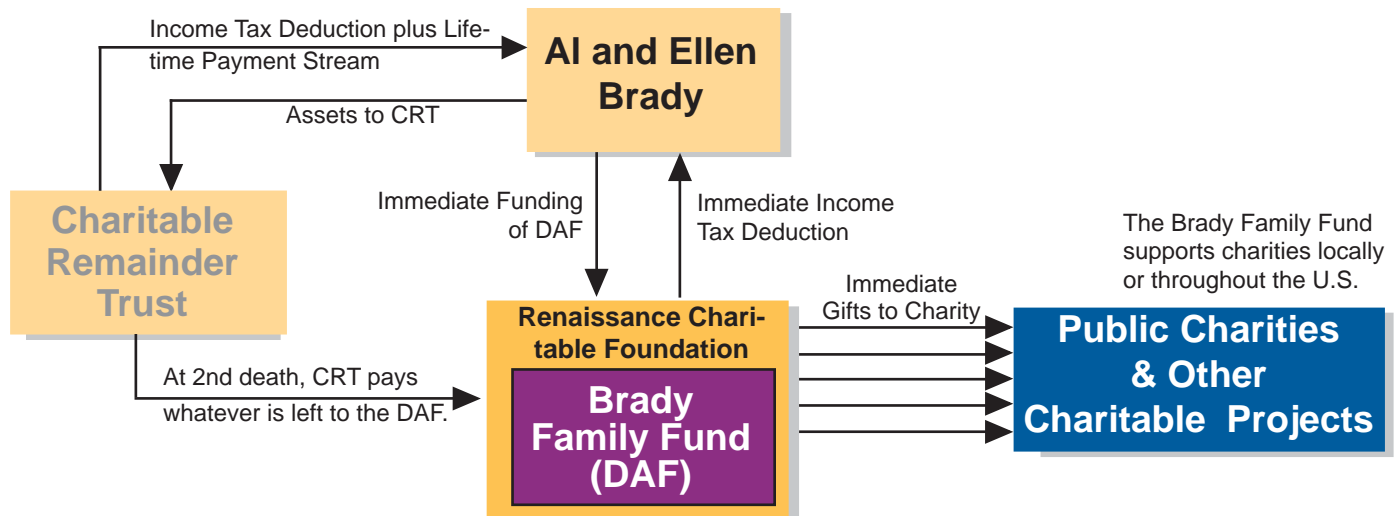 Income Tax Deduction plus Life-
time Payment Stream
Al and Ellen
Brady
Assets to CRT
Charitable
Remainder
Trust
Immediate Funding
of DAF
Immediate Income
Tax Deduction
The Brady Family Fund
supports charities locally
or throughout the U.S.
Immediate
Gifts to Charity
Renaissance Chari-
table Foundation
Public Charities
& Other
Charitable Projects
At 2nd death, CRT pays
whatever is left to the DAF.
Brady
Family Fund
(DAF)